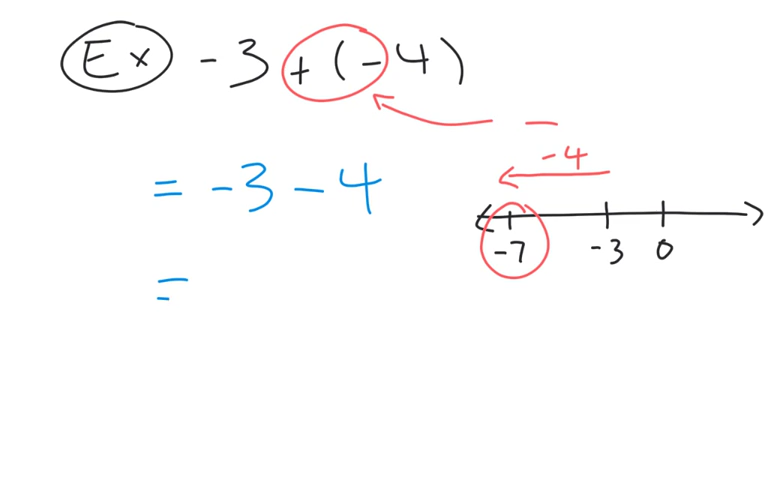 Ex -3 + (-4)
−
-4
= -3 - 4
-7 -3 0
=